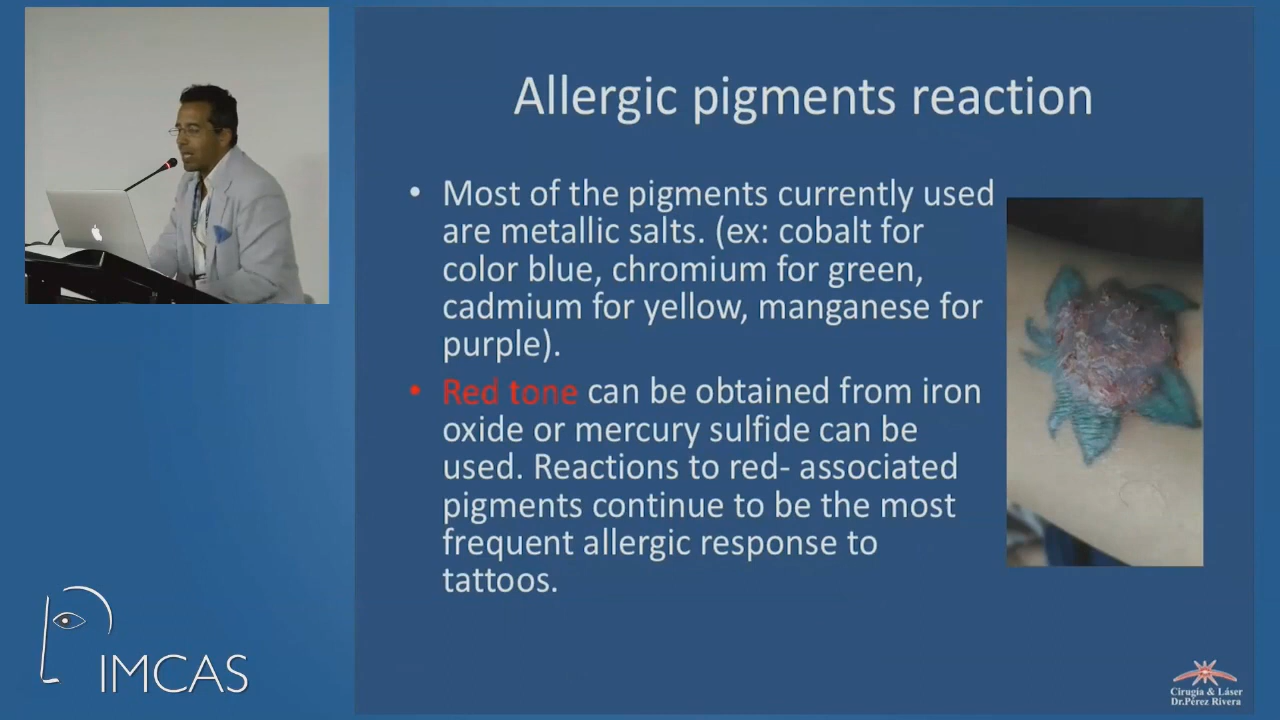 Allergic pigments reaction
• Most of the pigments currently used
are metallic salts. (ex: cobalt for
color blue, chromium for green,
cadmium for yellow, manganese for
purple).
• Red tone can be obtained from iron
oxide or mercury sulfide can be
used. Reactions to red- associated
pigments continue to be the most
frequent allergic response to
tattoos.
IMCAS
Cirugía & Láser
Dr.Pérez Rivera